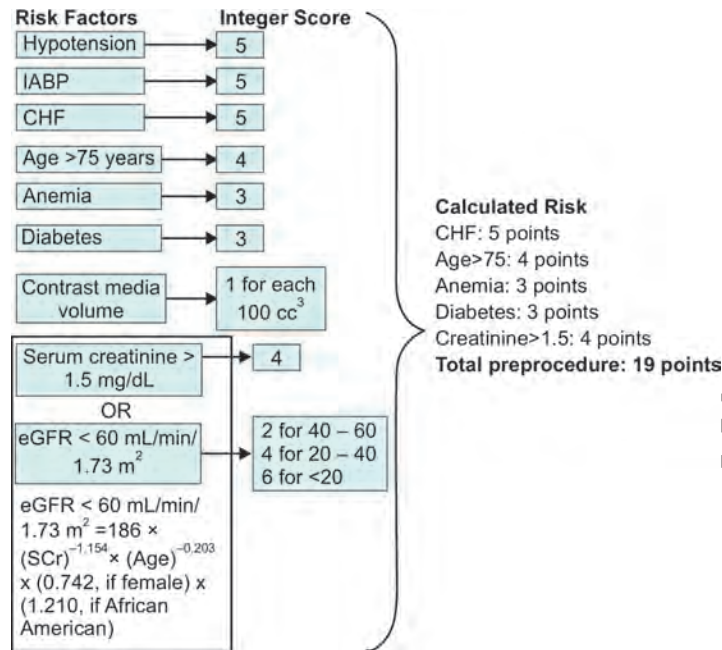 Risk Factors
Integer Score
Hypotension
5
IABP
5
CHF
5
Age >75 years
4
Anemia
3
Diabetes
3
Contrast media
volume
1 for each
100 cc³
Serum creatinine >
1.5 mg/dL
4
OR
eGFR < 60 mL/min/
1.73 m²
2 for 40 – 60
4 for 20 – 40
6 for <20
eGFR < 60 mL/min/
1.73 m² =186 ×
(SCr)⁻¹·¹⁵⁴ × (Age)⁻⁰·²⁰³
x (0.742, if female) x
(1.210, if African
American)
Calculated Risk
CHF: 5 points
Age>75: 4 points
Anemia: 3 points
Diabetes: 3 points
Creatinine>1.5: 4 points
Total preprocedure: 19 points